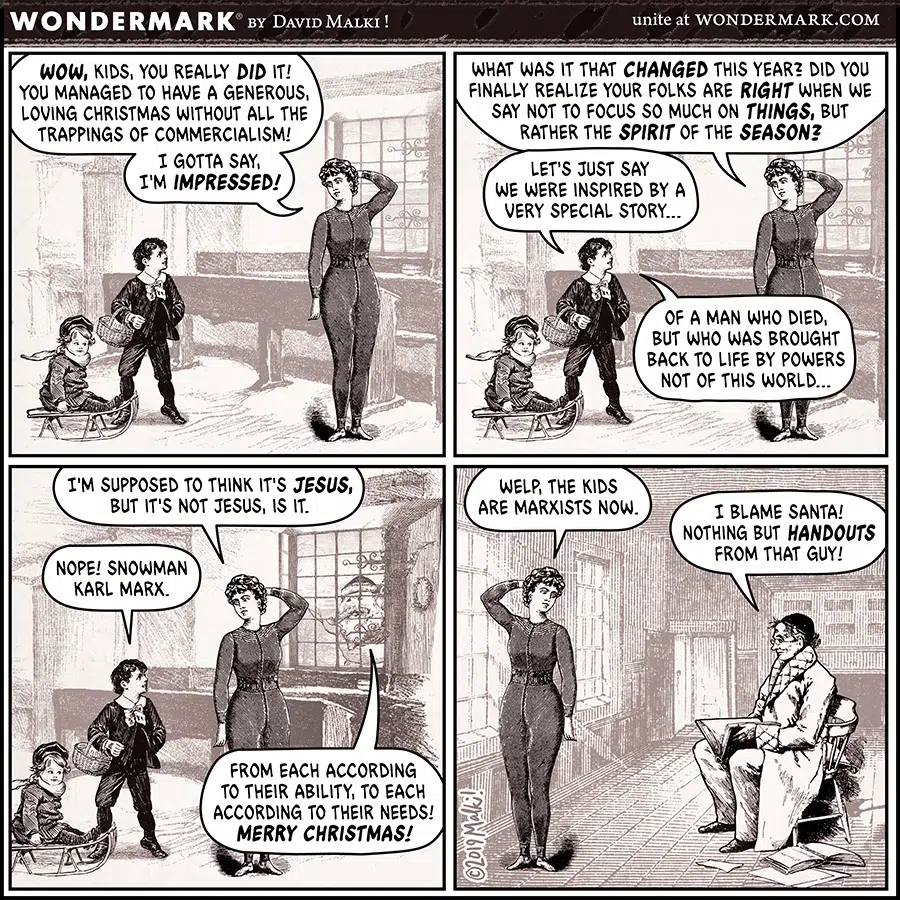 WONDERMARK® BY DAVID MALKI !
unite at WONDERMARK.COM
WOW, KIDS, YOU REALLY DID IT!
YOU MANAGED TO HAVE A GENEROUS,
LOVING CHRISTMAS WITHOUT ALL THE
TRAPPINGS OF COMMERCIALISM!
I GOTTA SAY,
I'M IMPRESSED!
WHAT WAS IT THAT CHANGED THIS YEAR? DID YOU
FINALLY REALIZE YOUR FOLKS ARE RIGHT WHEN WE
SAY NOT TO FOCUS SO MUCH ON THINGS, BUT
RATHER THE SPIRIT OF THE SEASON?
LET'S JUST SAY
WE WERE INSPIRED BY A
VERY SPECIAL STORY...
OF A MAN WHO DIED,
BUT WHO WAS BROUGHT
BACK TO LIFE BY POWERS
NOT OF THIS WORLD...
I'M SUPPOSED TO THINK IT'S JESUS,
BUT IT'S NOT JESUS, IS IT.
NOPE! SNOWMAN
KARL MARX.
FROM EACH ACCORDING
TO THEIR ABILITY, TO EACH
ACCORDING TO THEIR NEEDS!
MERRY CHRISTMAS!
WELP, THE KIDS
ARE MARXISTS NOW.
I BLAME SANTA!
NOTHING BUT HANDOUTS
FROM THAT GUY!
©2019 Malki!